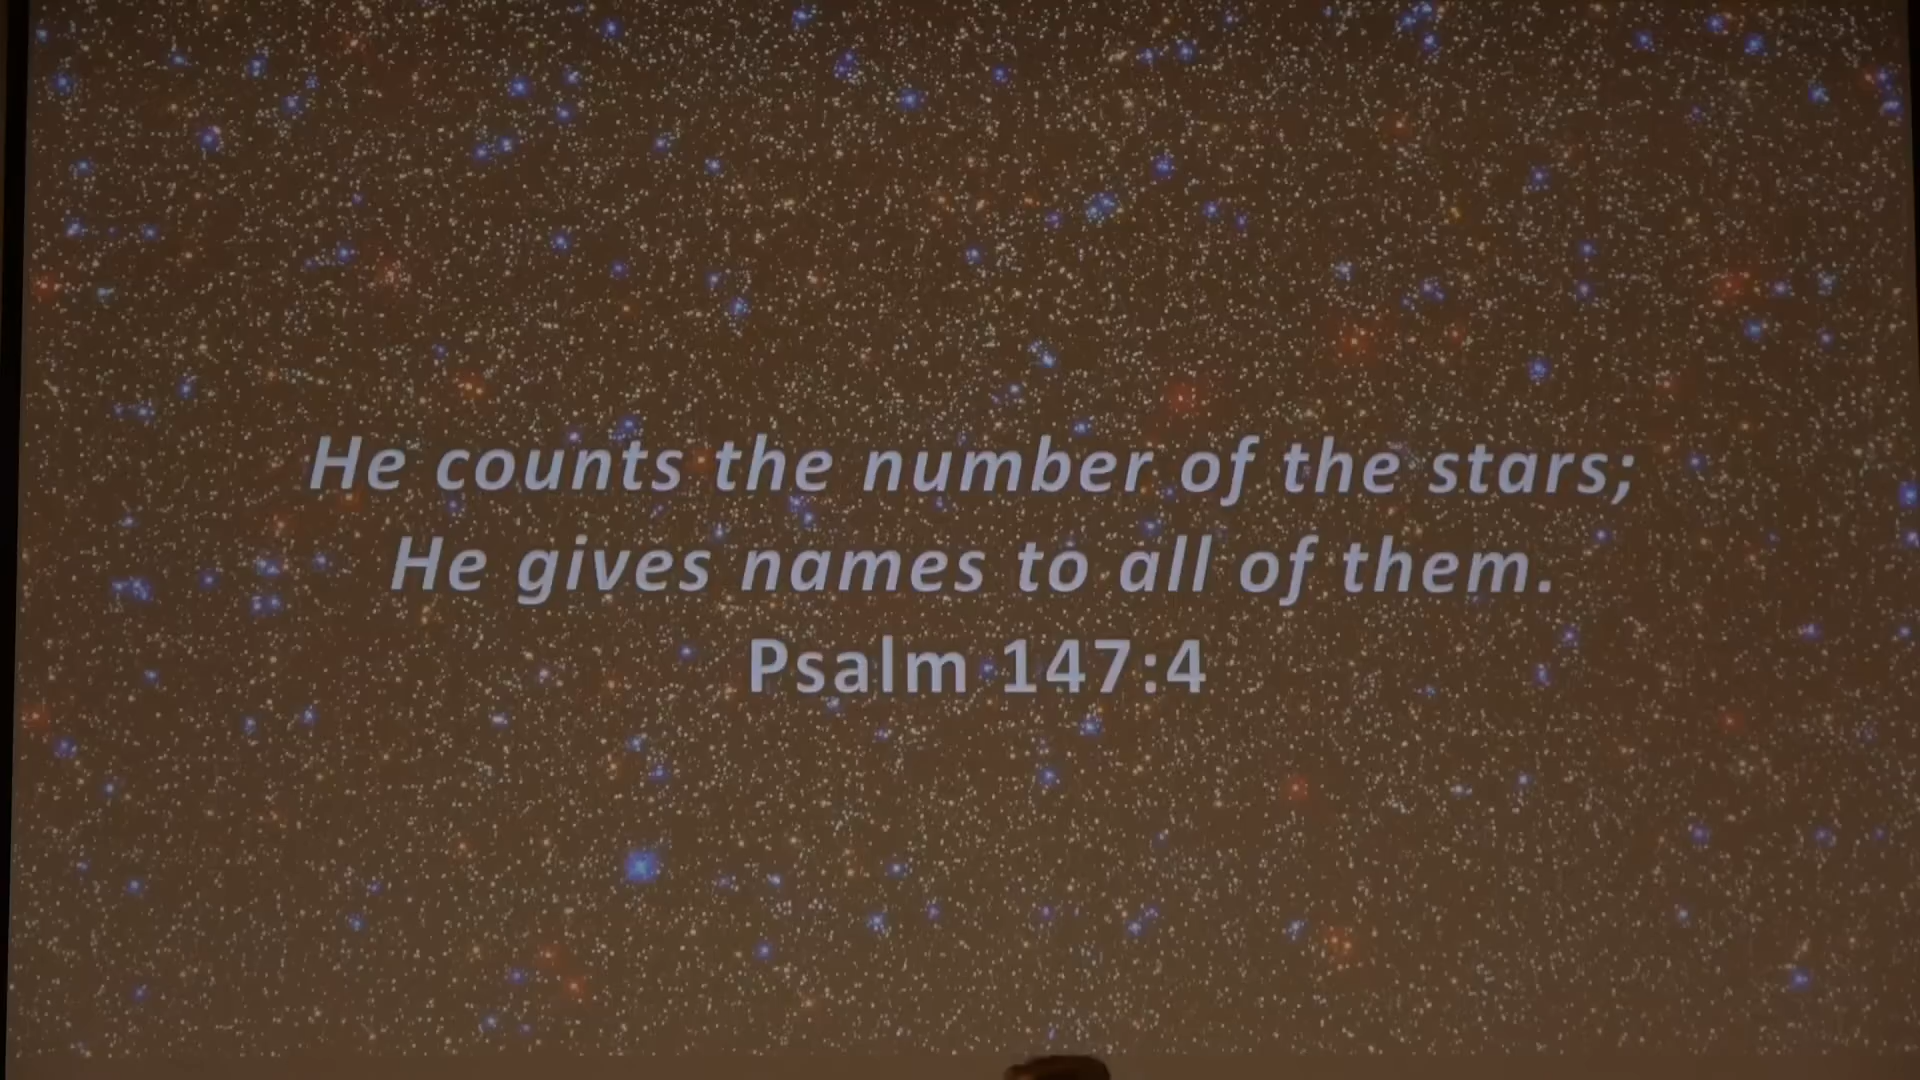 He counts the number of the stars;
He gives names to all of them.
Psalm 147:4